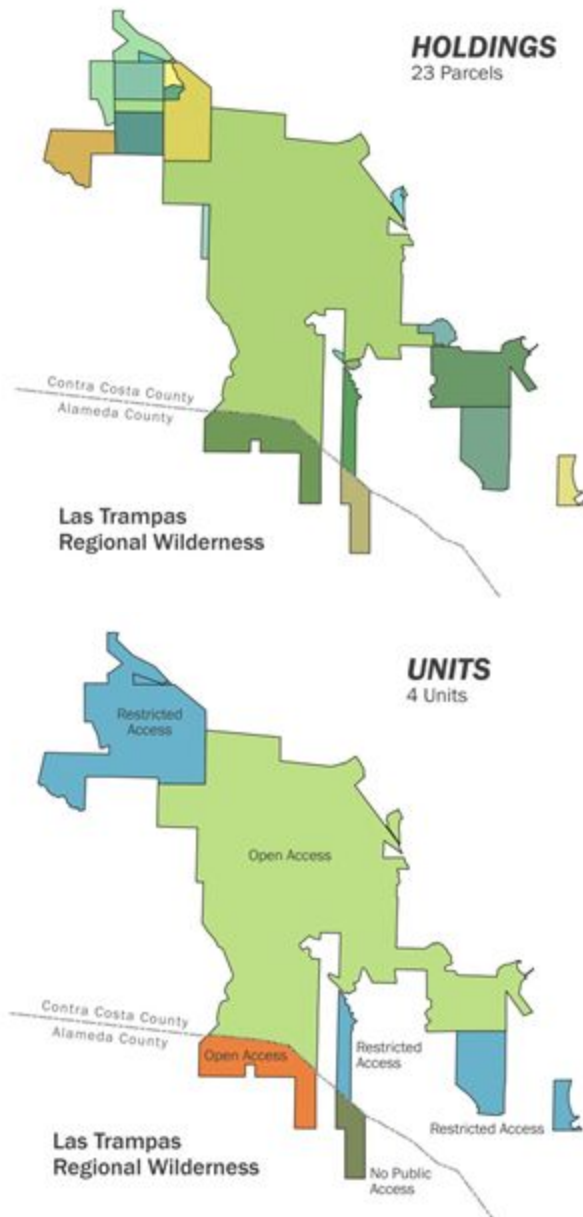 HOLDINGS
23 Parcels
Contra Costa County
Alameda County
Las Trampas
Regional Wilderness
UNITS
4 Units
Restricted
Access
Open Access
Contra Costa County
Alameda County
Open Access
Restricted
Access
Restricted Access
Las Trampas
Regional Wilderness
No Public
Access